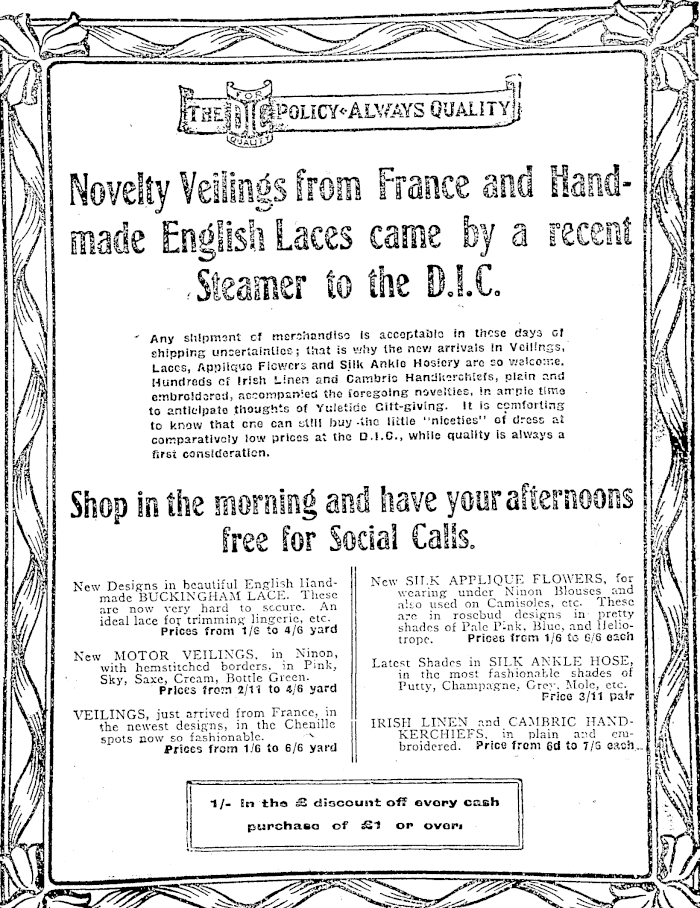 THE DIC POLICY ALWAYS QUALITY
FOR
QUALITY
Novelty Veilings from France and Hand-
made English Laces came by a recent
Steamer to the D.I.C.
Any shipment of merchandise is acceptable in these days of
shipping uncertainties; that is why the new arrivals in Veilings,
Laces, Applique Flowers and Silk Ankle Hosiery are so welcome.
Hundreds of Irish Linen and Cambric Handkerchiefs, plain and
embroidered, accompanied the foregoing novelties, in ample time
to anticipate thoughts of Yuletide Gift-giving. It is comforting
to know that one can still buy the little "niceties" of dress at
comparatively low prices at the D.I.C., while quality is always a
first consideration.
Shop in the morning and have your afternoons
free for Social Calls.
New Designs in beautiful English Hand-
made BUCKINGHAM LACE. These
are now very hard to secure. An
ideal lace for trimming lingerie, etc.
Prices from 1/6 to 4/6 yard
New MOTOR VEILINGS, in Ninon,
with hemstitched borders, in Pink,
Sky, Saxe, Cream, Bottle Green.
Prices from 2/11 to 4/6 yard
VEILINGS, just arrived from France, in
the newest designs, in the Chenille
spots now so fashionable.
Prices from 1/6 to 6/6 yard
New SILK APPLIQUE FLOWERS, for
wearing under Ninon Blouses and
also used on Camisoles, etc. These
are in rosebud designs in pretty
shades of Pale Pink, Blue, and Helio-
trope. Prices from 1/6 to 6/6 each
Latest Shades in SILK ANKLE HOSE,
in the most fashionable shades of
Putty, Champagne, Grey, Mole, etc.
Price 3/11 pair
IRISH LINEN and CAMBRIC HAND-
KERCHIEFS, in plain and em-
broidered. Price from 6d to 7/6 each
1/- in the £ discount off every cash
purchase of £1 or over.